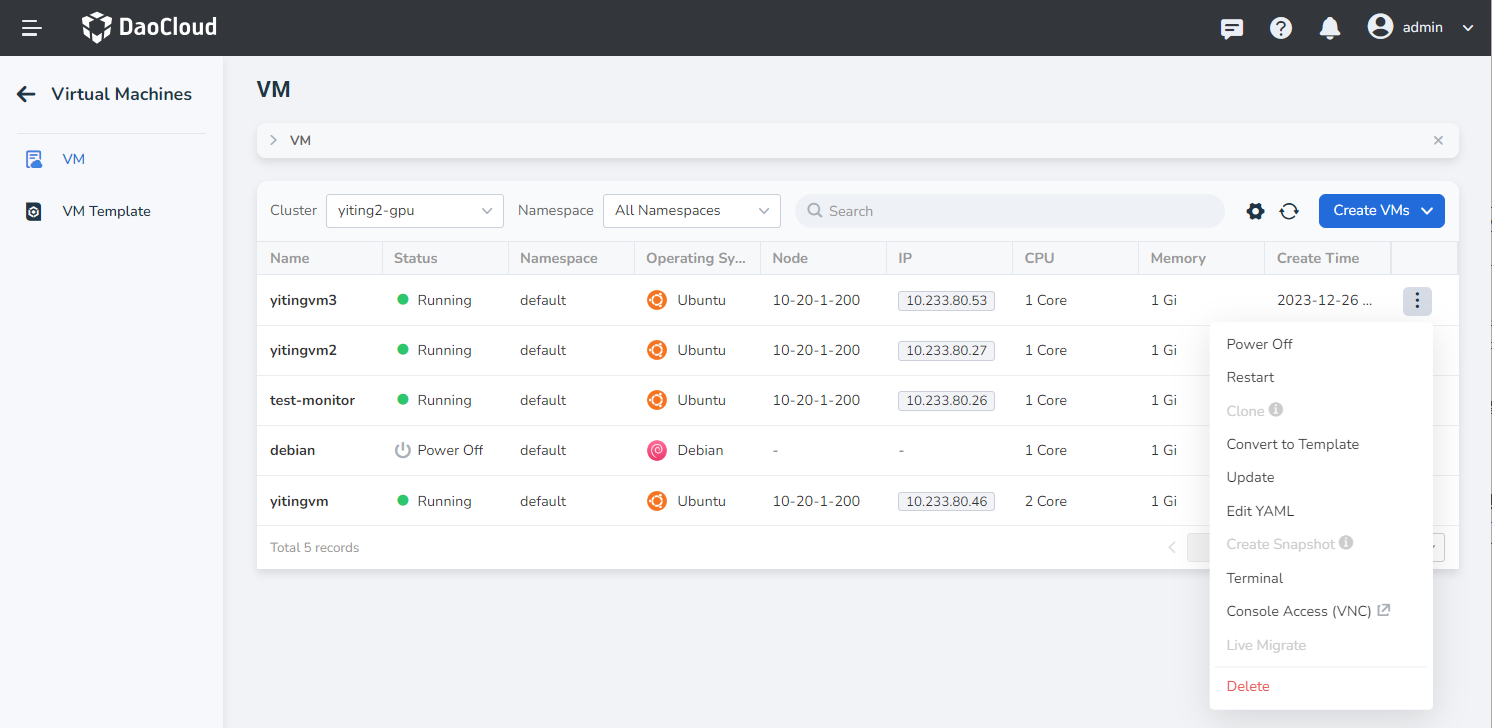 DaoCloud
admin
Virtual Machines
VM
VM Template
VM
VM
Cluster yiting2-gpu Namespace All Namespaces Search Create VMs
Name Status Namespace Operating Sy... Node IP CPU Memory Create Time
yitingvm3 Running default Ubuntu 10-20-1-200 10.233.80.53 1 Core 1 Gi 2023-12-26 ...
yitingvm2 Running default Ubuntu 10-20-1-200 10.233.80.27 1 Core 1 Gi
test-monitor Running default Ubuntu 10-20-1-200 10.233.80.26 1 Core 1 Gi
debian Power Off default Debian - - 1 Core 1 Gi
yitingvm Running default Ubuntu 10-20-1-200 10.233.80.46 2 Core 1 Gi
Total 5 records
Power Off
Restart
Clone
Convert to Template
Update
Edit YAML
Create Snapshot
Terminal
Console Access (VNC)
Live Migrate
Delete